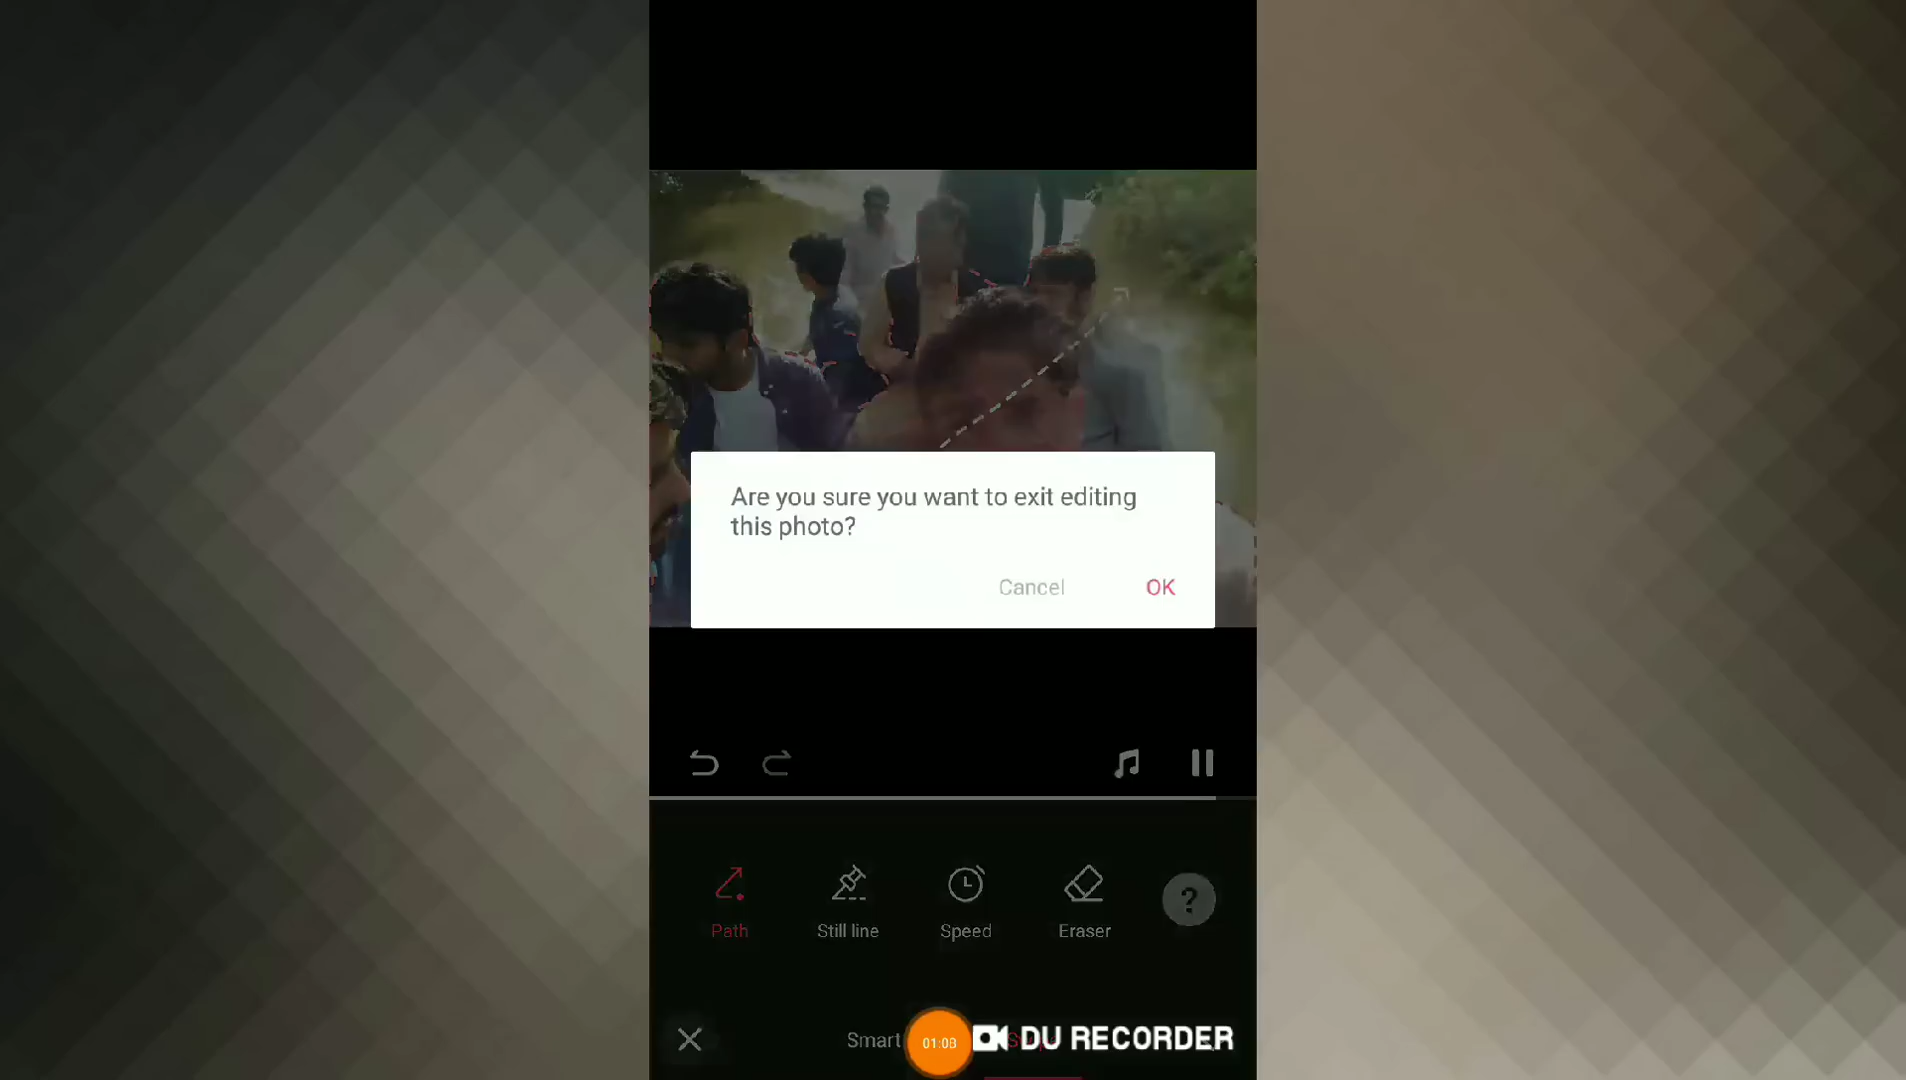 Are you sure you want to exit editing
this photo?
Cancel OK
Path Still line Speed Eraser ?
Smart
01:08 DU RECORDER